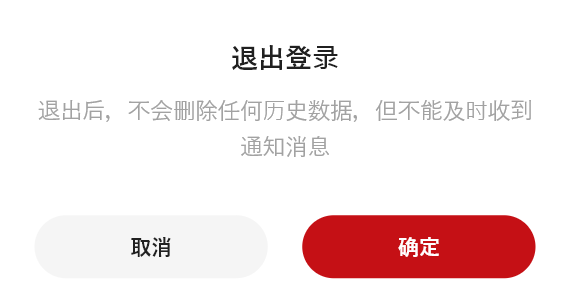 退出登录
退出后，不会删除任何历史数据，但不能及时收到
通知消息
取消
确定